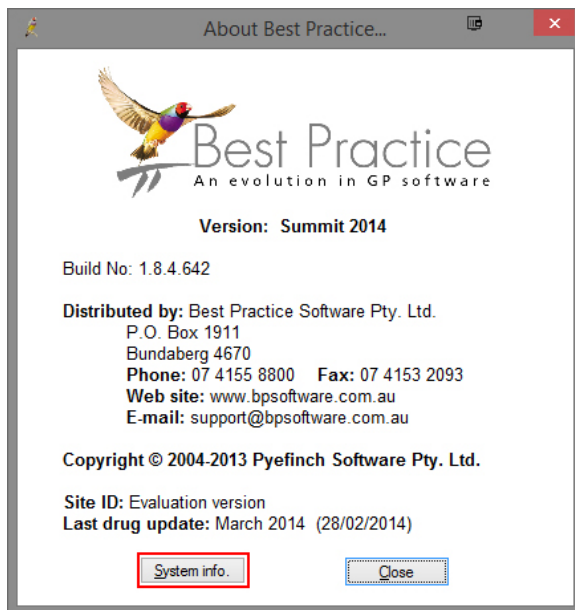 About Best Practice...
Best Practice
An evolution in GP software
Version: Summit 2014
Build No: 1.8.4.642
Distributed by: Best Practice Software Pty. Ltd.
P.O. Box 1911
Bundaberg 4670
Phone: 07 4155 8800 Fax: 07 4153 2093
Web site: www.bpsoftware.com.au
E-mail: support@bpsoftware.com.au
Copyright © 2004-2013 Pyefinch Software Pty. Ltd.
Site ID: Evaluation version
Last drug update: March 2014 (28/02/2014)
System info. Close